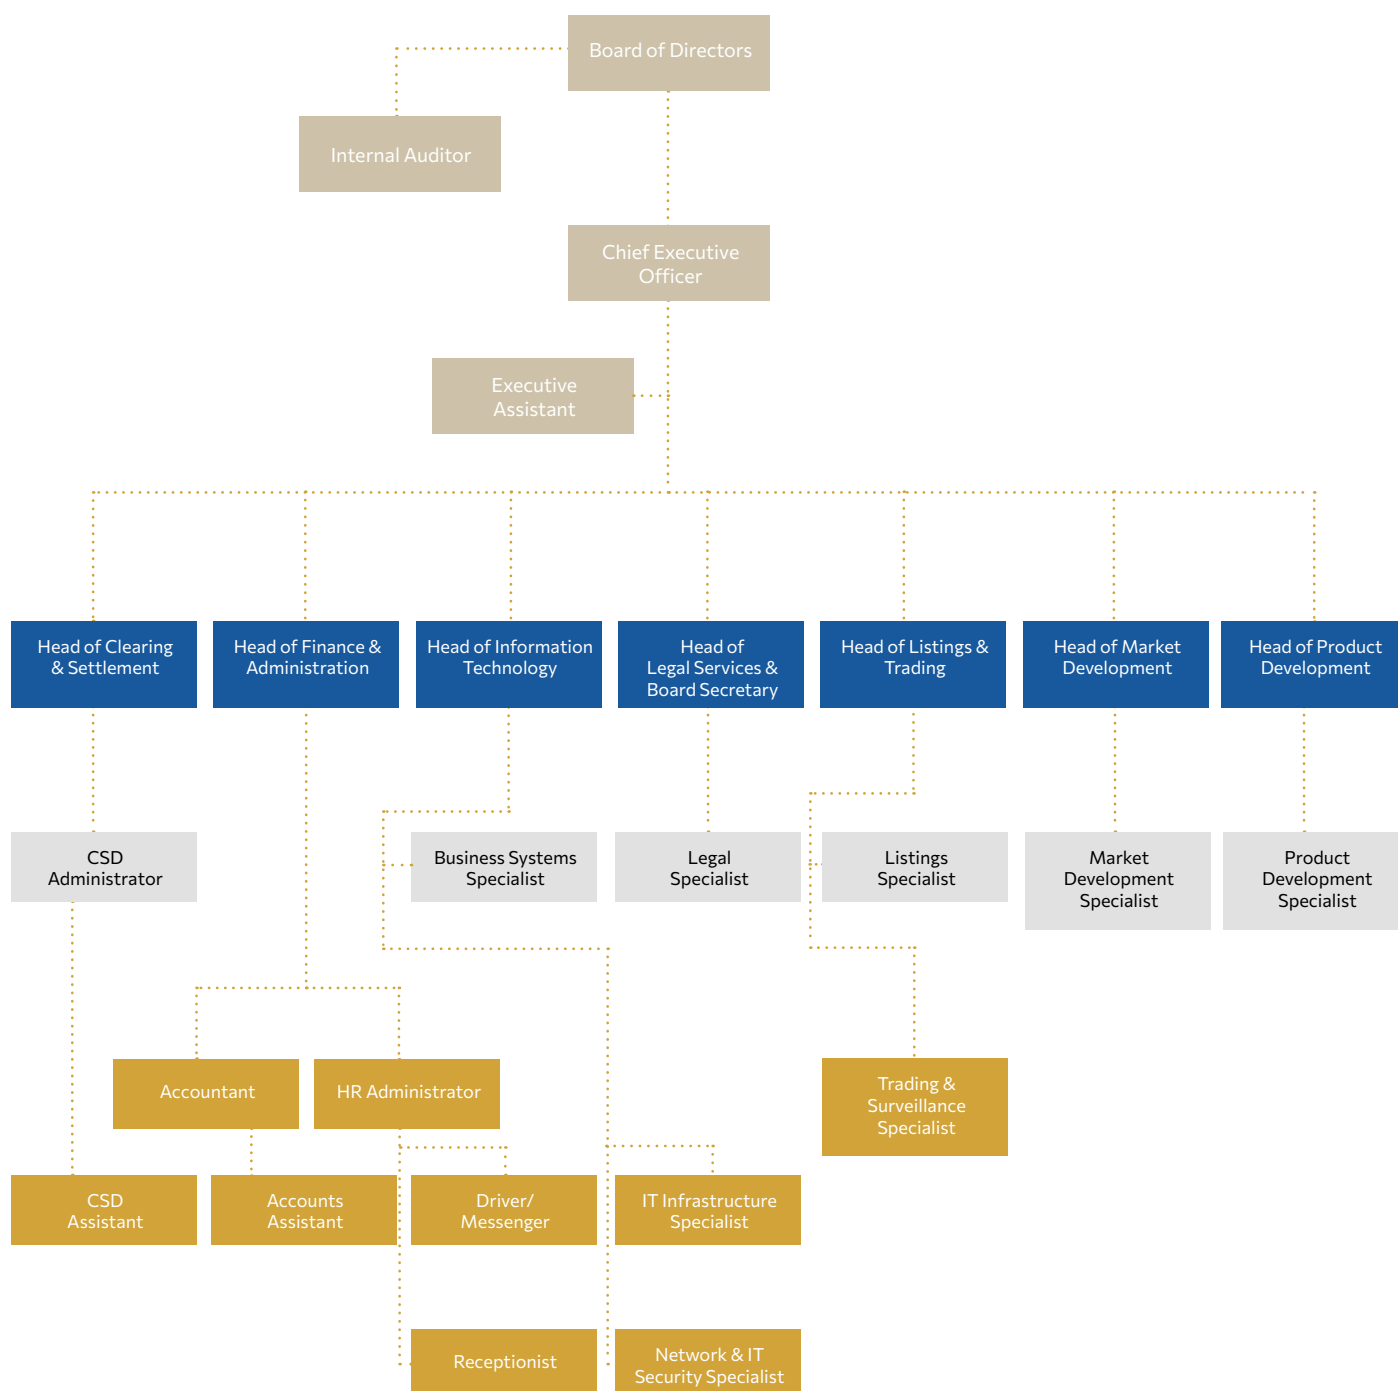 Board of Directors
Internal Auditor
Chief Executive
Officer
Executive
Assistant
Head of Clearing
& Settlement
Head of Finance &
Administration
Head of Information
Technology
Head of
Legal Services &
Board Secretary
Head of Listings &
Trading
Head of Market
Development
Head of Product
Development
CSD
Administrator
Business Systems
Specialist
Legal
Specialist
Listings
Specialist
Market
Development
Specialist
Product
Development
Specialist
Accountant
HR Administrator
Trading &
Surveillance
Specialist
CSD
Assistant
Accounts
Assistant
Driver/
Messenger
IT Infrastructure
Specialist
Receptionist
Network & IT
Security Specialist